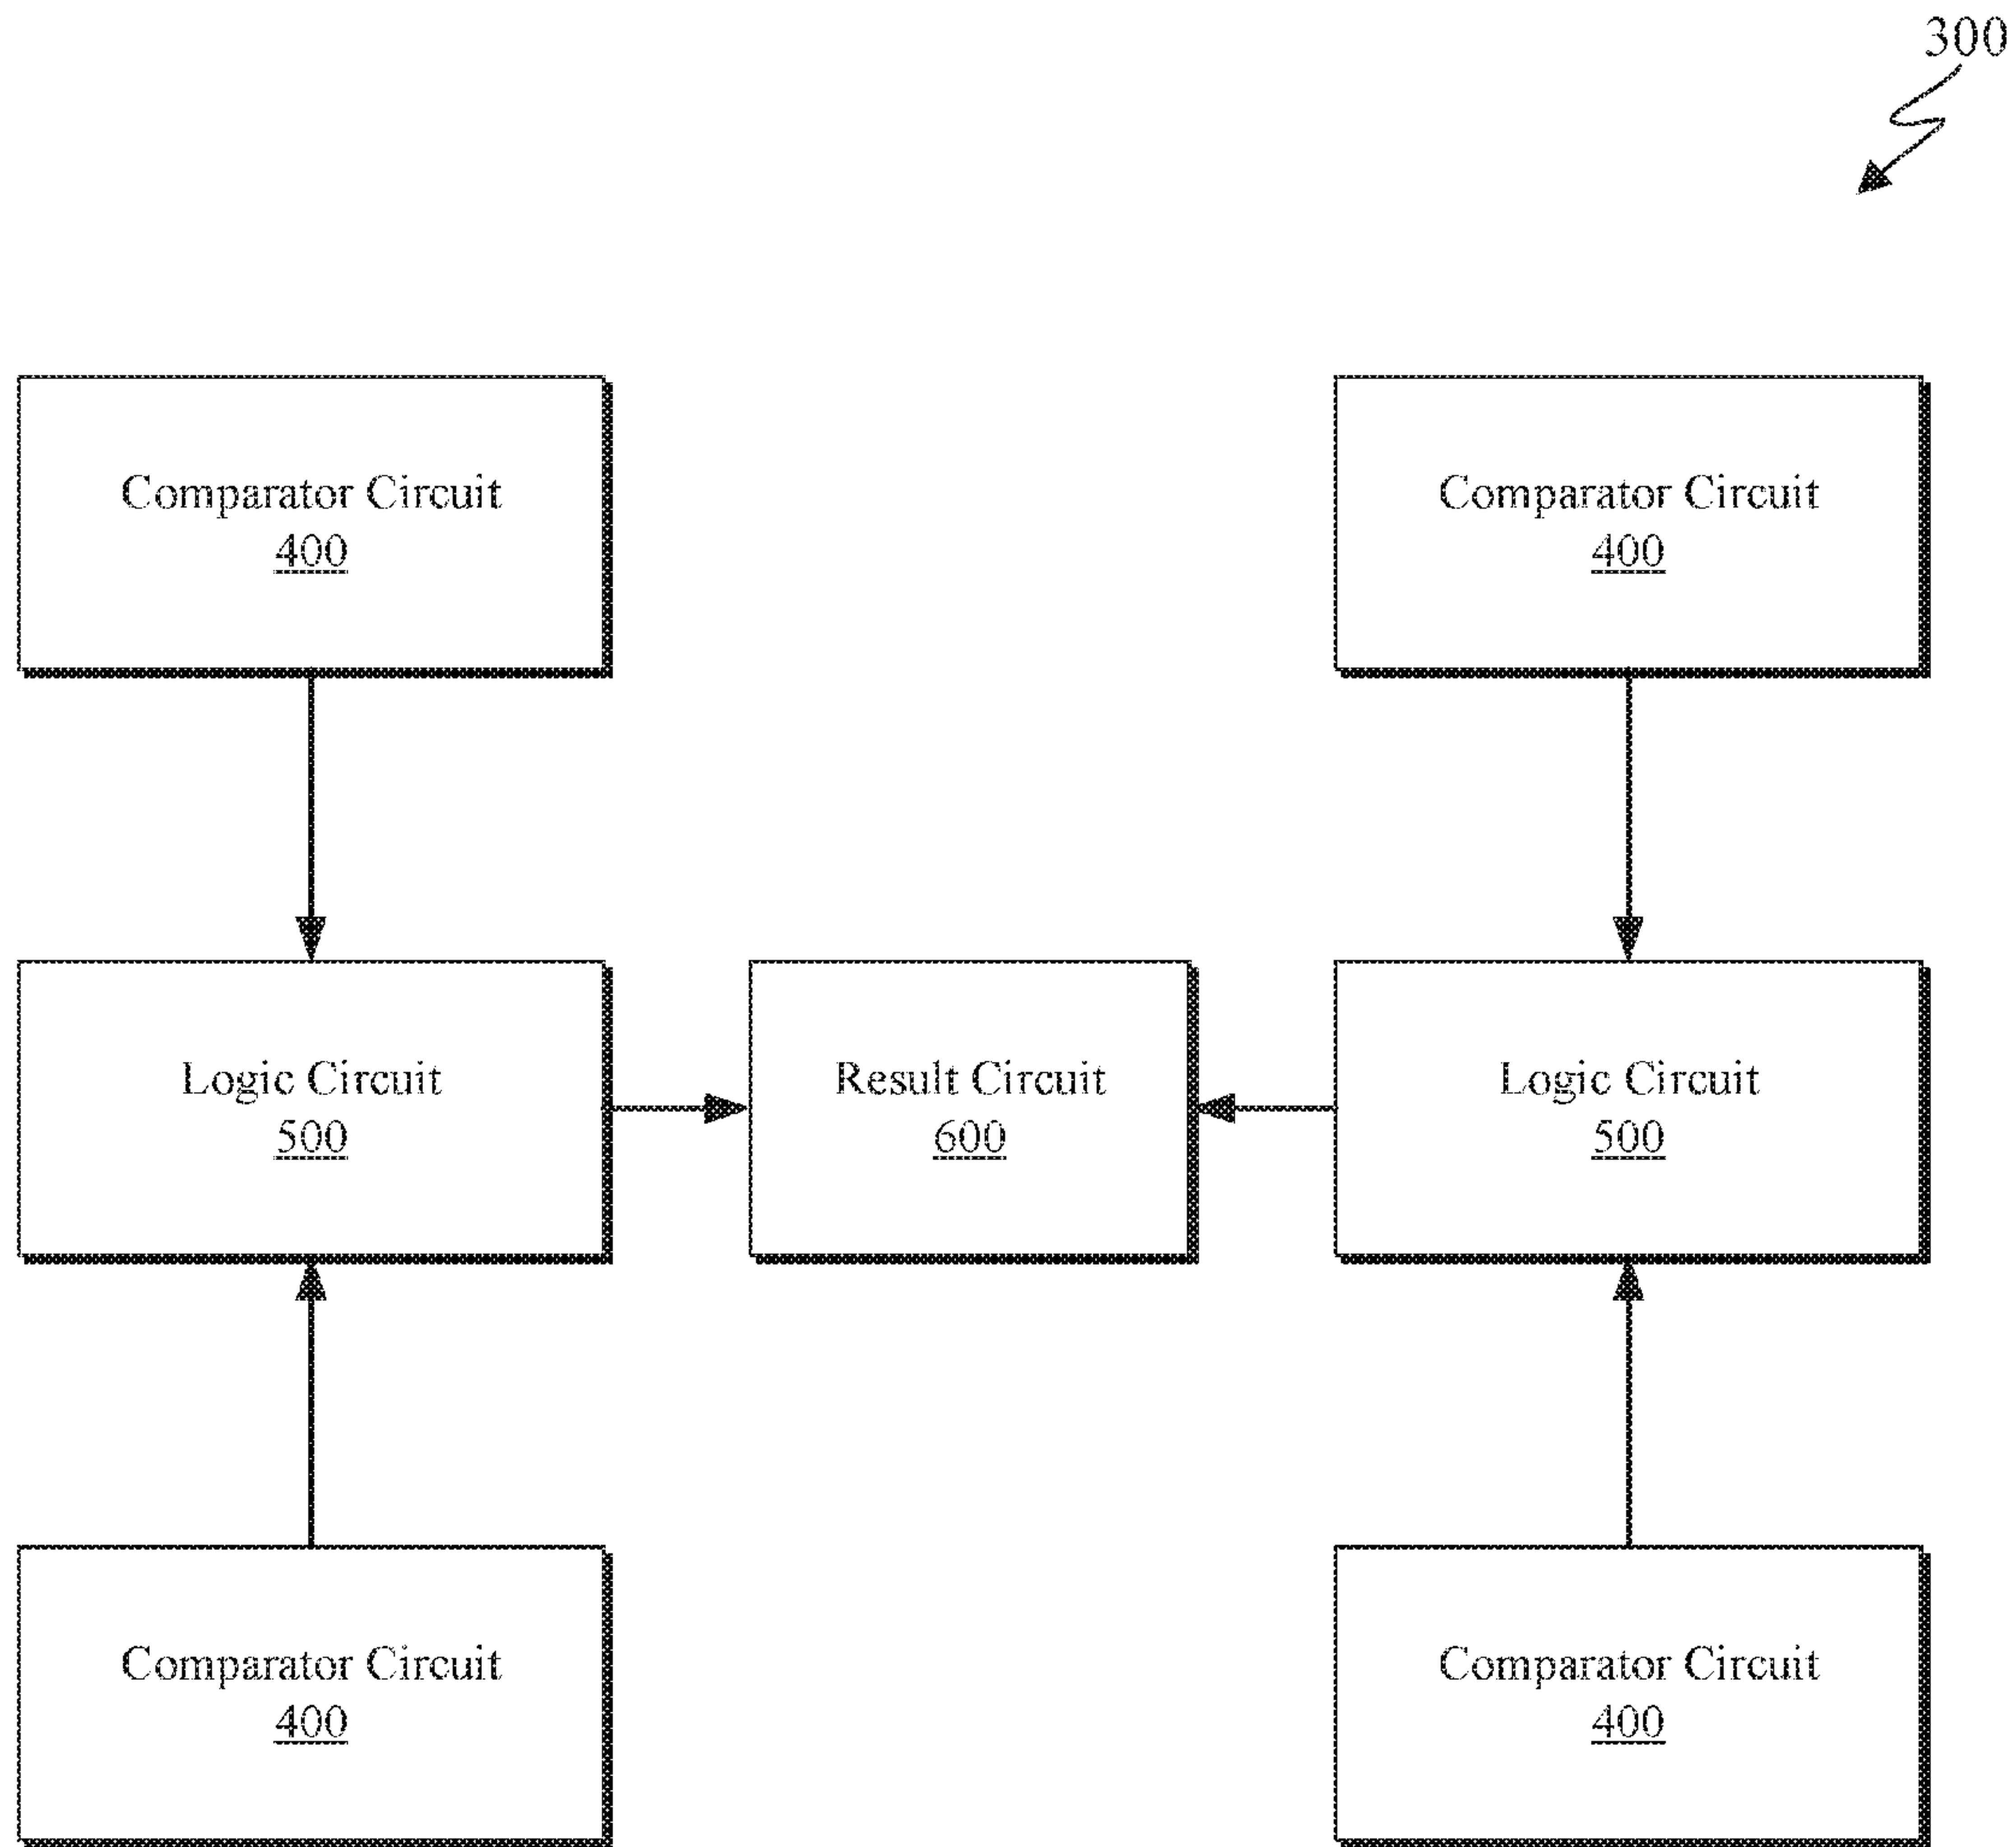 300
Comparator Circuit
400
Comparator Circuit
400
Logic Circuit
500
Result Circuit
600
Logic Circuit
500
Comparator Circuit
400
Comparator Circuit
400